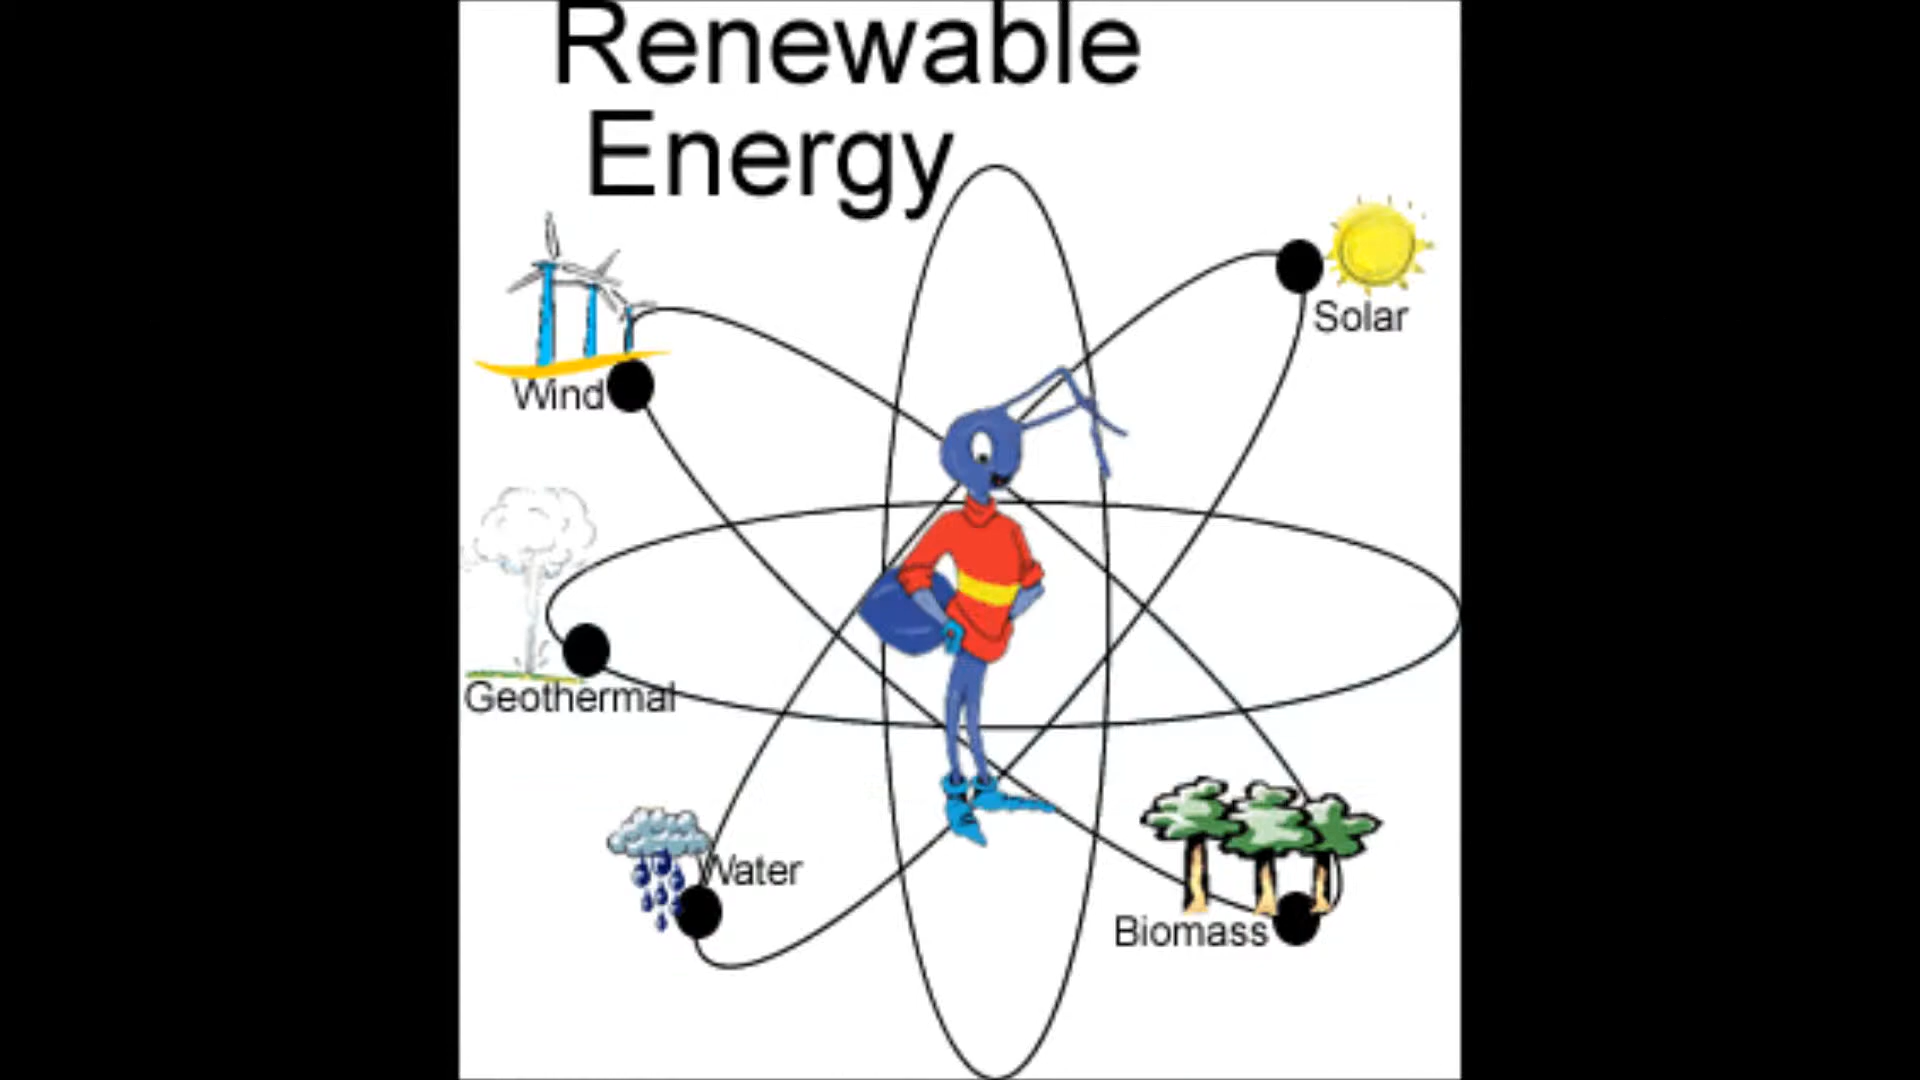 Renewable
Energy
Solar
Wind
Geothermal
Water
Biomass